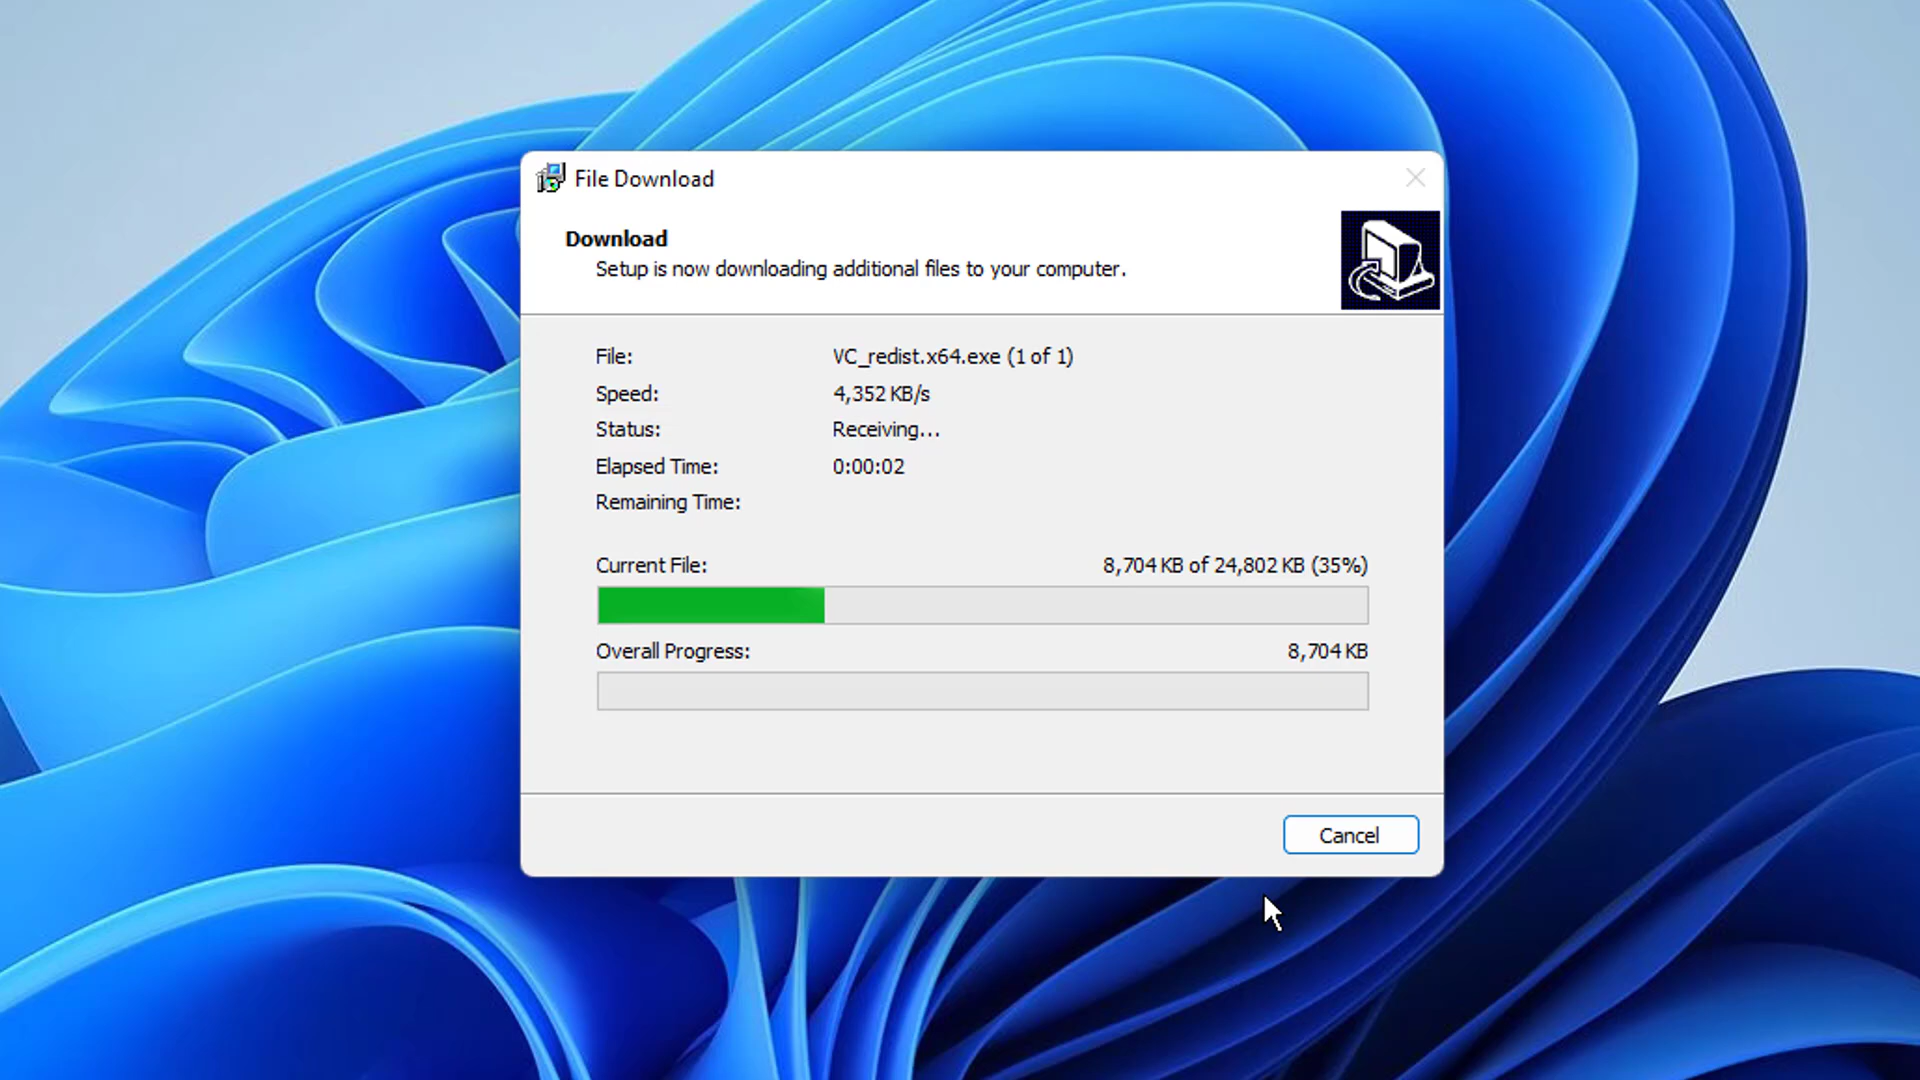 File Download
Download
Setup is now downloading additional files to your computer.
File: VC_redist.x64.exe (1 of 1)
Speed: 4,352 KB/s
Status: Receiving...
Elapsed Time: 0:00:02
Remaining Time:
Current File: 8,704 KB of 24,802 KB (35%)
Overall Progress: 8,704 KB
Cancel